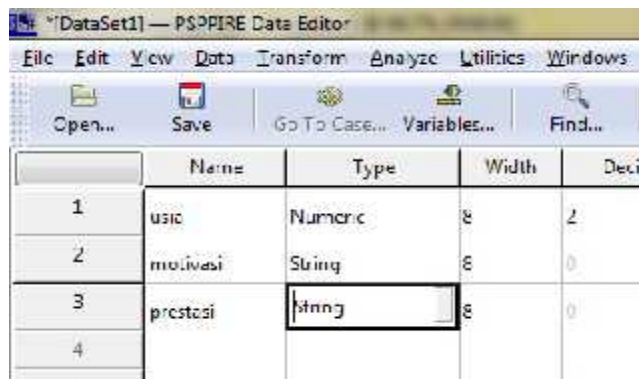 *[DataSet1] — PSPPIRE Data Editor
File Edit View Data Transform Analyze Utilities Windows
Open... Save Go To Case... Variables... Find...
Name Type Width Deci
1 usia Numeric 8 2
2 motivasi String 8 0
3 prestasi String 8 0
4